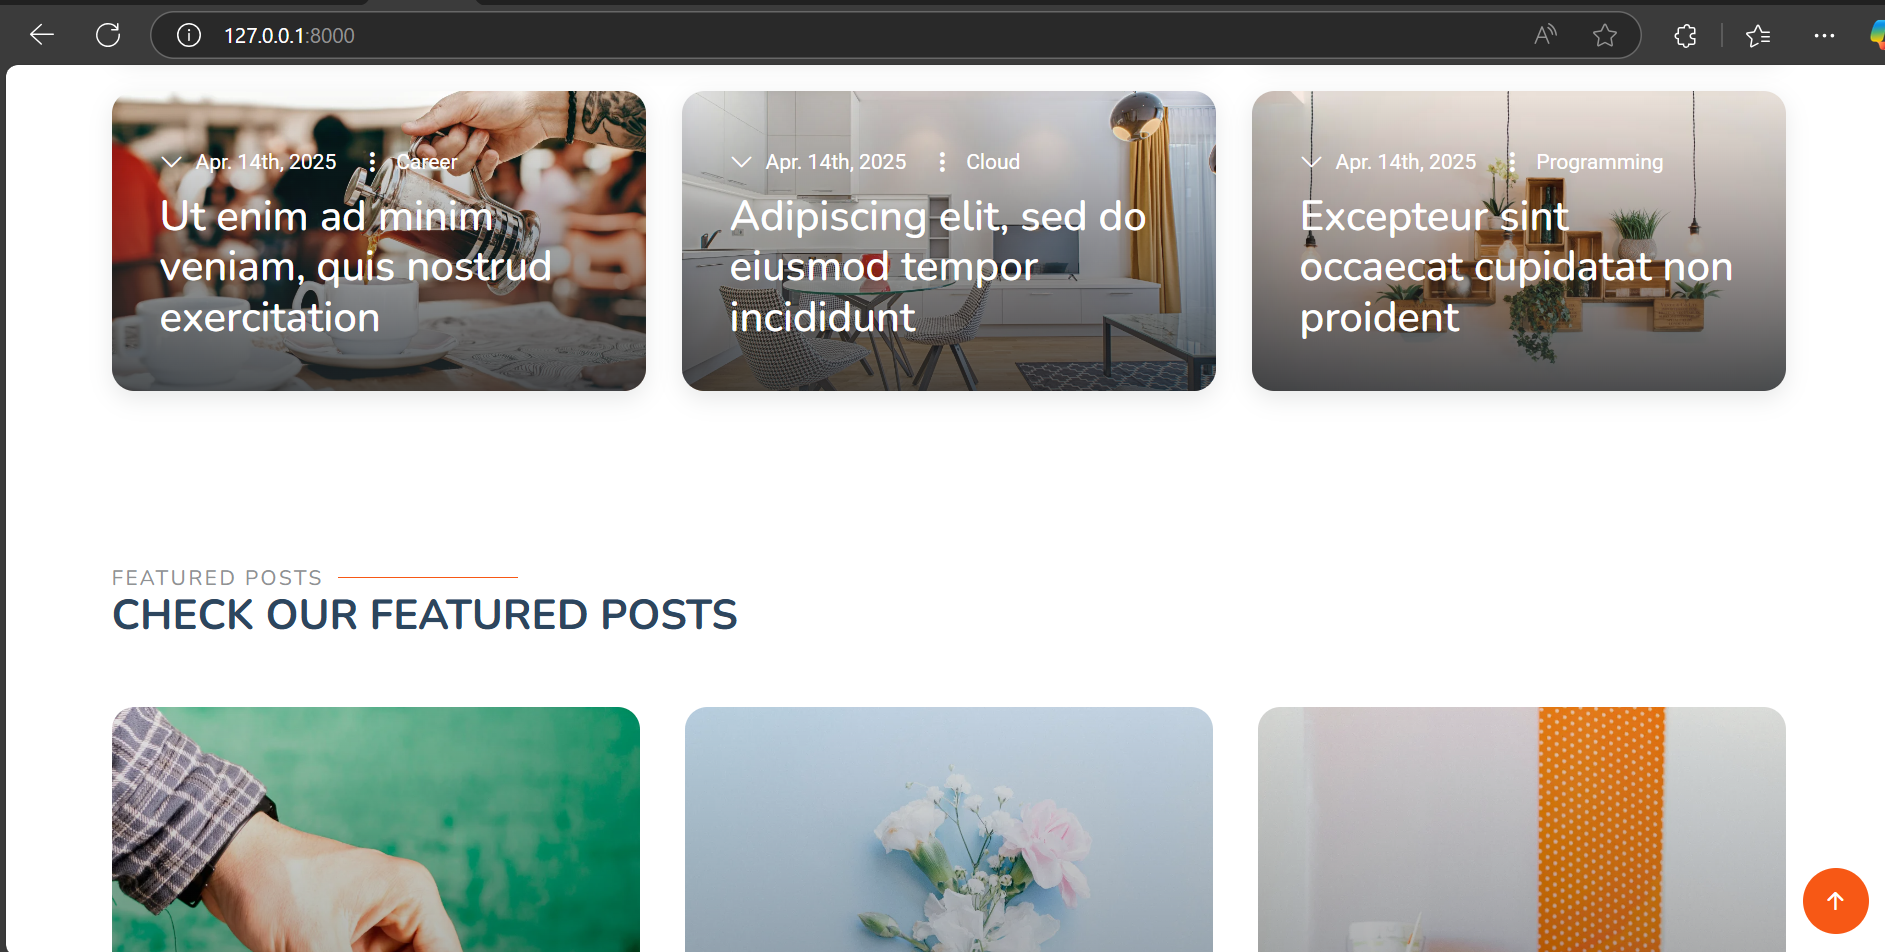 127.0.0.1:8000
Apr. 14th, 2025 Career
Ut enim ad minim
veniam, quis nostrud
exercitation
Apr. 14th, 2025 Cloud
Adipiscing elit, sed do
eiusmod tempor
incididunt
Apr. 14th, 2025 Programming
Excepteur sint
occaecat cupidatat non
proident
FEATURED POSTS
CHECK OUR FEATURED POSTS